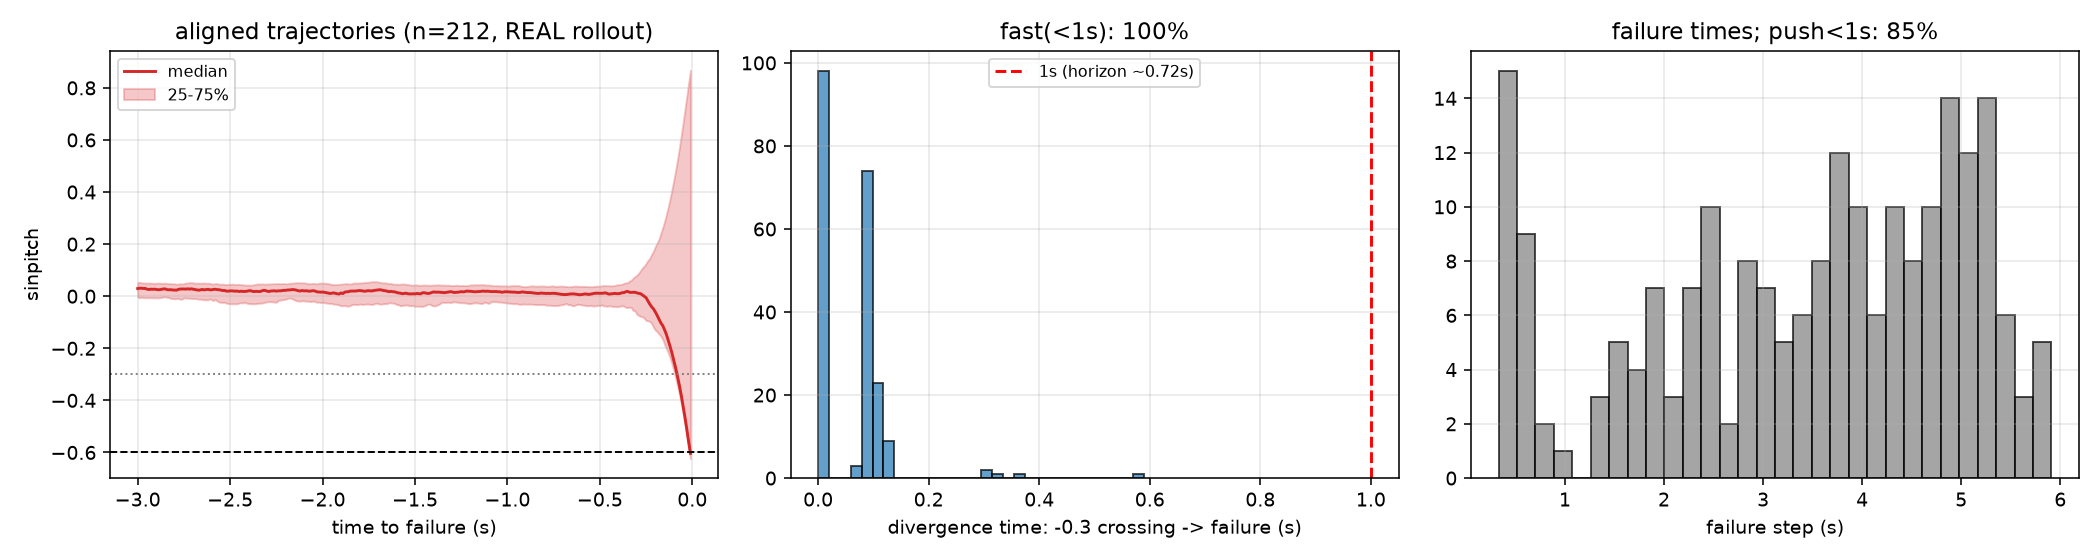 aligned trajectories (n=212, REAL rollout)
sinpitch
0.8
0.6
0.4
0.2
0.0
−0.2
−0.4
−0.6
median
25-75%
−3.0 −2.5 −2.0 −1.5 −1.0 −0.5 0.0
time to failure (s)
fast(<1s): 100%
100
80
60
40
20
0
1s (horizon ~0.72s)
0.0 0.2 0.4 0.6 0.8 1.0
divergence time: -0.3 crossing -> failure (s)
failure times; push<1s: 85%
14
12
10
8
6
4
2
0
1 2 3 4 5 6
failure step (s)